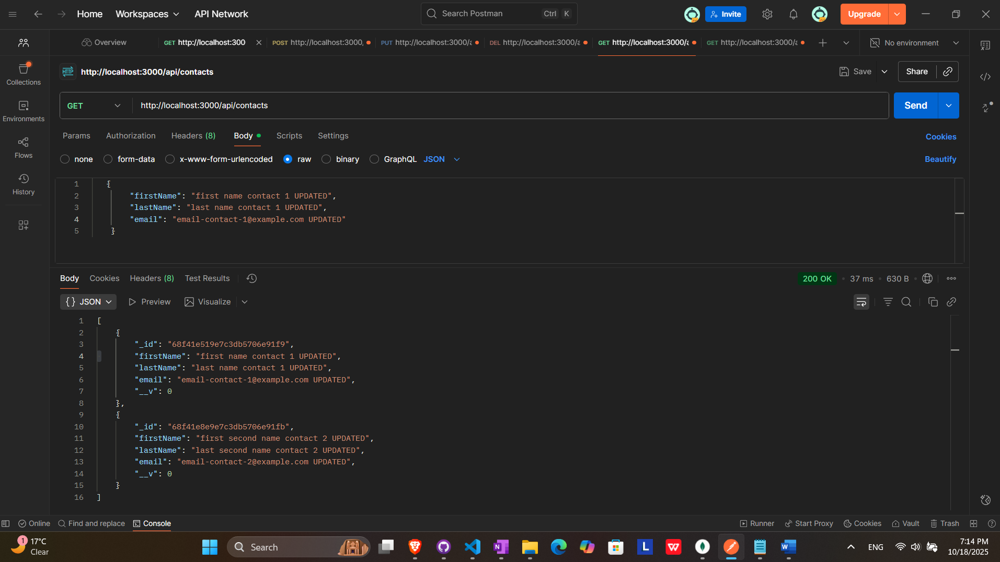 Home Workspaces API Network Search Postman Ctrl K Invite Upgrade
Overview GET http://localhost:300 POST http://localhost:3000, PUT http://localhost:3000/a DEL http://localhost:3000/a GET http://localhost:3000/a GET http://localhost:3000/a No environment
HTTP http://localhost:3000/api/contacts Save Share
Collections
Environments
Flows
History
GET http://localhost:3000/api/contacts Send
Params Authorization Headers (8) Body Scripts Settings Cookies
none form-data x-www-form-urlencoded raw binary GraphQL JSON Beautify
1 {
2 "firstName": "first name contact 1 UPDATED",
3 "lastName": "last name contact 1 UPDATED",
4 "email": "email-contact-1@example.com UPDATED"
5 }
Body Cookies Headers (8) Test Results 200 OK 37 ms 630 B
{} JSON Preview Visualize
1 [
2 {
3 "_id": "68f41e519e7c3db5706e91f9",
4 "firstName": "first name contact 1 UPDATED",
5 "lastName": "last name contact 1 UPDATED",
6 "email": "email-contact-1@example.com UPDATED",
7 "__v": 0
8 },
9 {
10 "_id": "68f41e8e9e7c3db5706e91fb",
11 "firstName": "first second name contact 2 UPDATED",
12 "lastName": "last second name contact 2 UPDATED",
13 "email": "email-contact-2@example.com UPDATED",
14 "__v": 0
15 }
16 ]
Online Find and replace Console Runner Start Proxy Cookies Vault Trash
1 17°C
Clear
Search
L
N
W
W
ENG
7:14 PM
10/18/2025